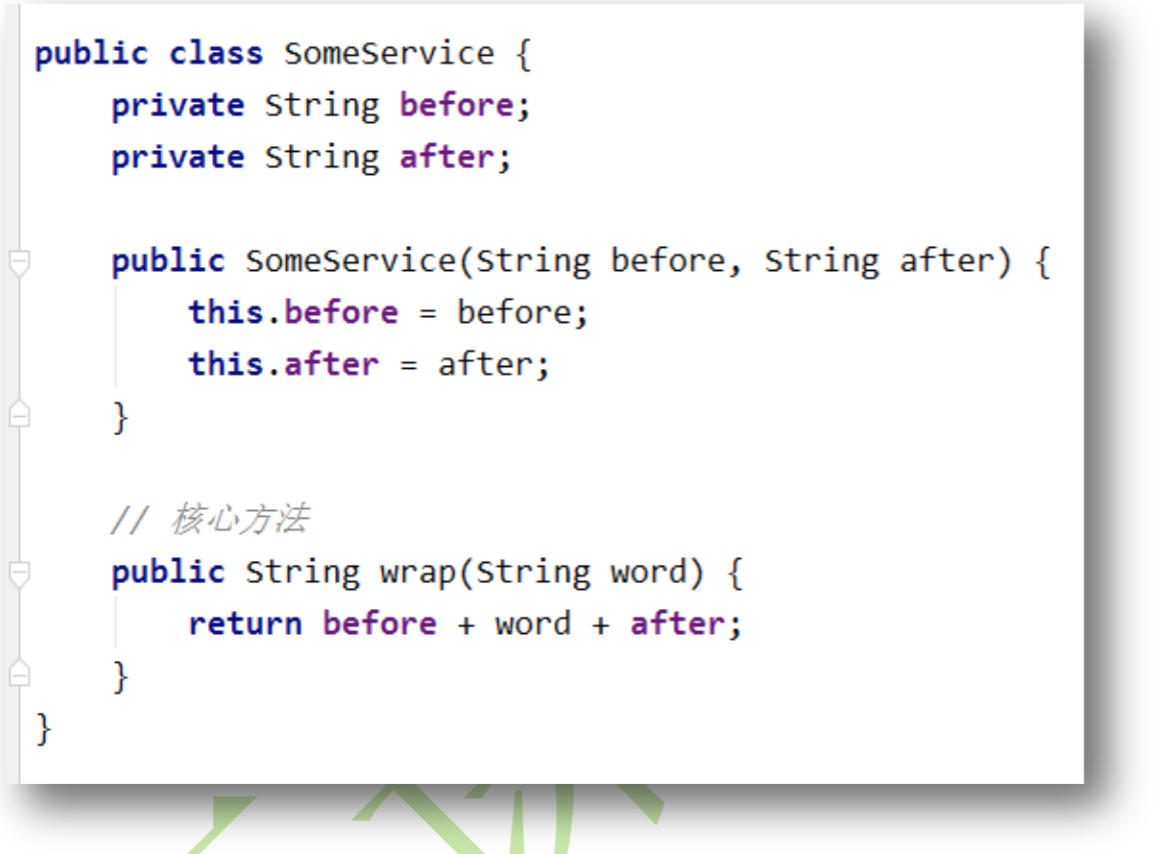 public class SomeService {
    private String before;
    private String after;

    public SomeService(String before, String after) {
        this.before = before;
        this.after = after;
    }

    // 核心方法
    public String wrap(String word) {
        return before + word + after;
    }
}